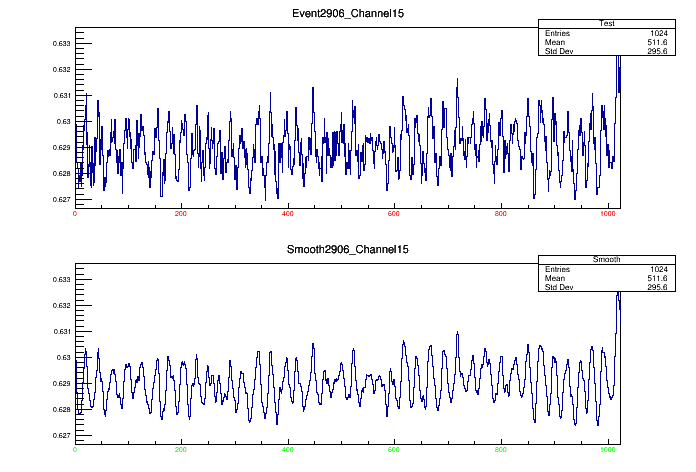 Event2906_Channel15
Test
Entries 1024
Mean 511.6
Std Dev 295.6
0.633
0.632
0.631
0.63
0.629
0.628
0.627
0 200 400 600 800 1000
Smooth2906_Channel15
Smooth
Entries 1024
Mean 511.6
Std Dev 295.6
0.633
0.632
0.631
0.63
0.629
0.628
0.627
0 200 400 600 800 1000